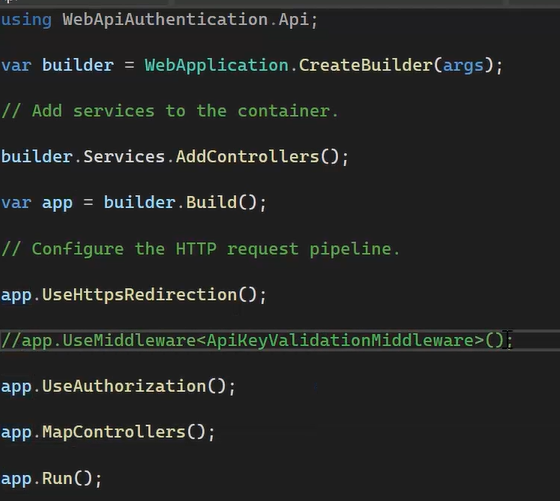 using WebApiAuthentication.Api;
var builder = WebApplication.CreateBuilder(args);
// Add services to the container.
builder.Services.AddControllers();
var app = builder.Build();
// Configure the HTTP request pipeline.
app.UseHttpsRedirection();
//app.UseMiddleware<ApiKeyValidationMiddleware>();
app.UseAuthorization();
app.MapControllers();
app.Run();